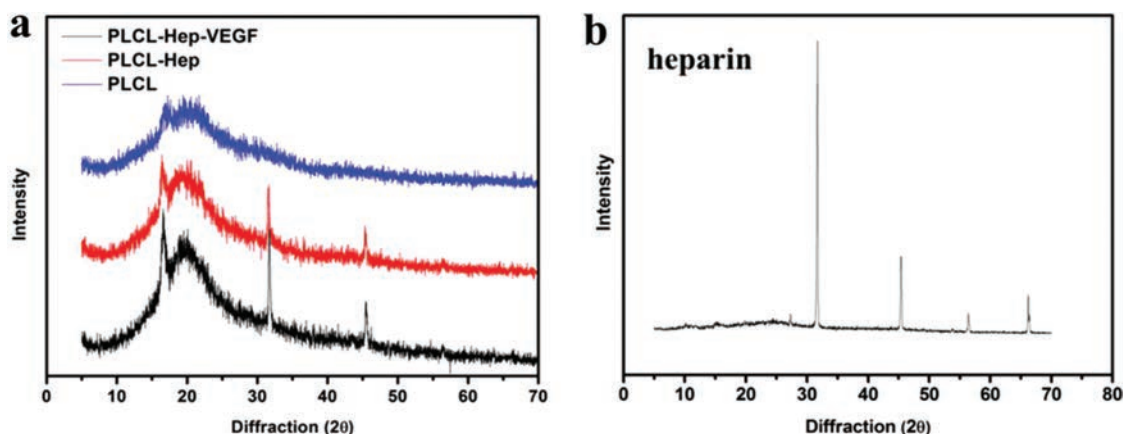 a
PLCL-Hep-VEGF
PLCL-Hep
PLCL
Intensity
0 10 20 30 40 50 60 70
Diffraction (2θ)
b
heparin
Intensity
0 10 20 30 40 50 60 70 80
Diffraction (2θ)